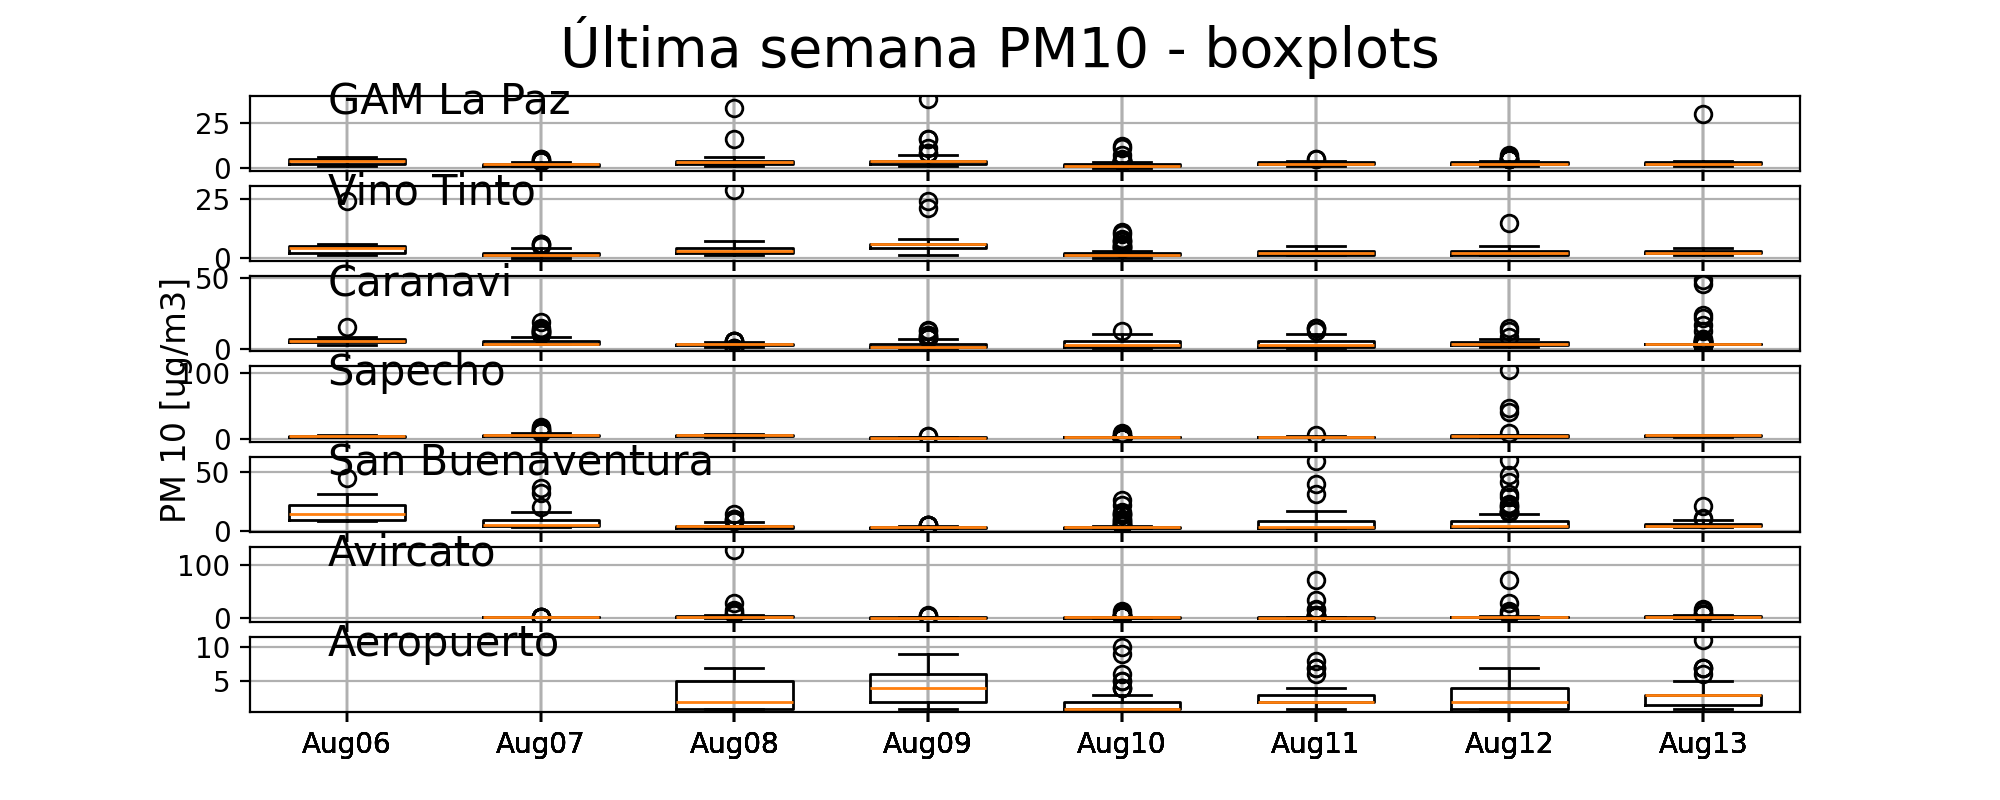 Última semana PM10 - boxplots
GAM La Paz
25
0
Vino Tinto
25
0
Caranavi
50
0
PM 10 [ug/m3]
Sapecho
100
0
San Buenaventura
50
0
Avircato
100
0
Aeropuerto
10
5
Aug06 Aug07 Aug08 Aug09 Aug10 Aug11 Aug12 Aug13